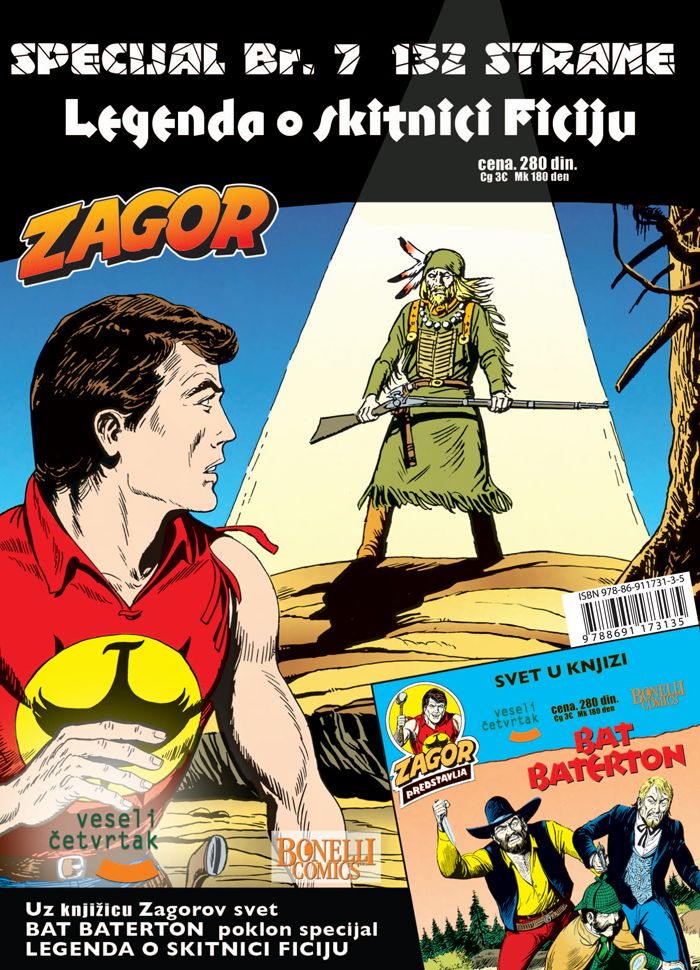 SPECIJAL Br. 7 132 STRANE
Legenda o skitnici Ficiju
cena. 280 din.
Cg 3€ Mk 180 den
ZAGOR
ISBN 978-86-911731-3-5
9788691 173135
SVET U KNJIZI
veseli
četvrtak
cena. 280 din.
Cg 3€ Mk 180 den
BONELLI
COMICS
ZAGOR
PREDSTAVLJA
BAT
BATERTON
veseli
četvrtak
BONELLI
COMICS
Uz knjižicu Zagorov svet
BAT BATERTON poklon specijal
LEGENDA O SKITNICI FICIJU